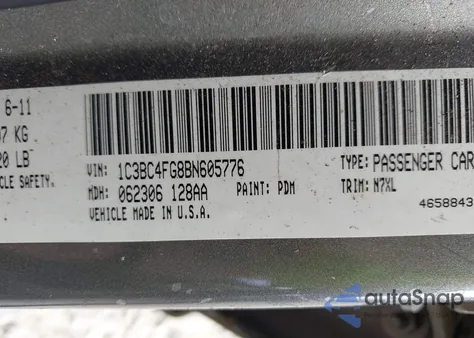 6-11
7 KG
20 LB
CLE SAFETY.
VIN: 1C3BC4FG8BN605776
TYPE: PASSENGER CAR
MDH: 062306 128AA
PAINT: PDM
TRIM: N7XL
VEHICLE MADE IN U.S.A.
4658843
autoSnap